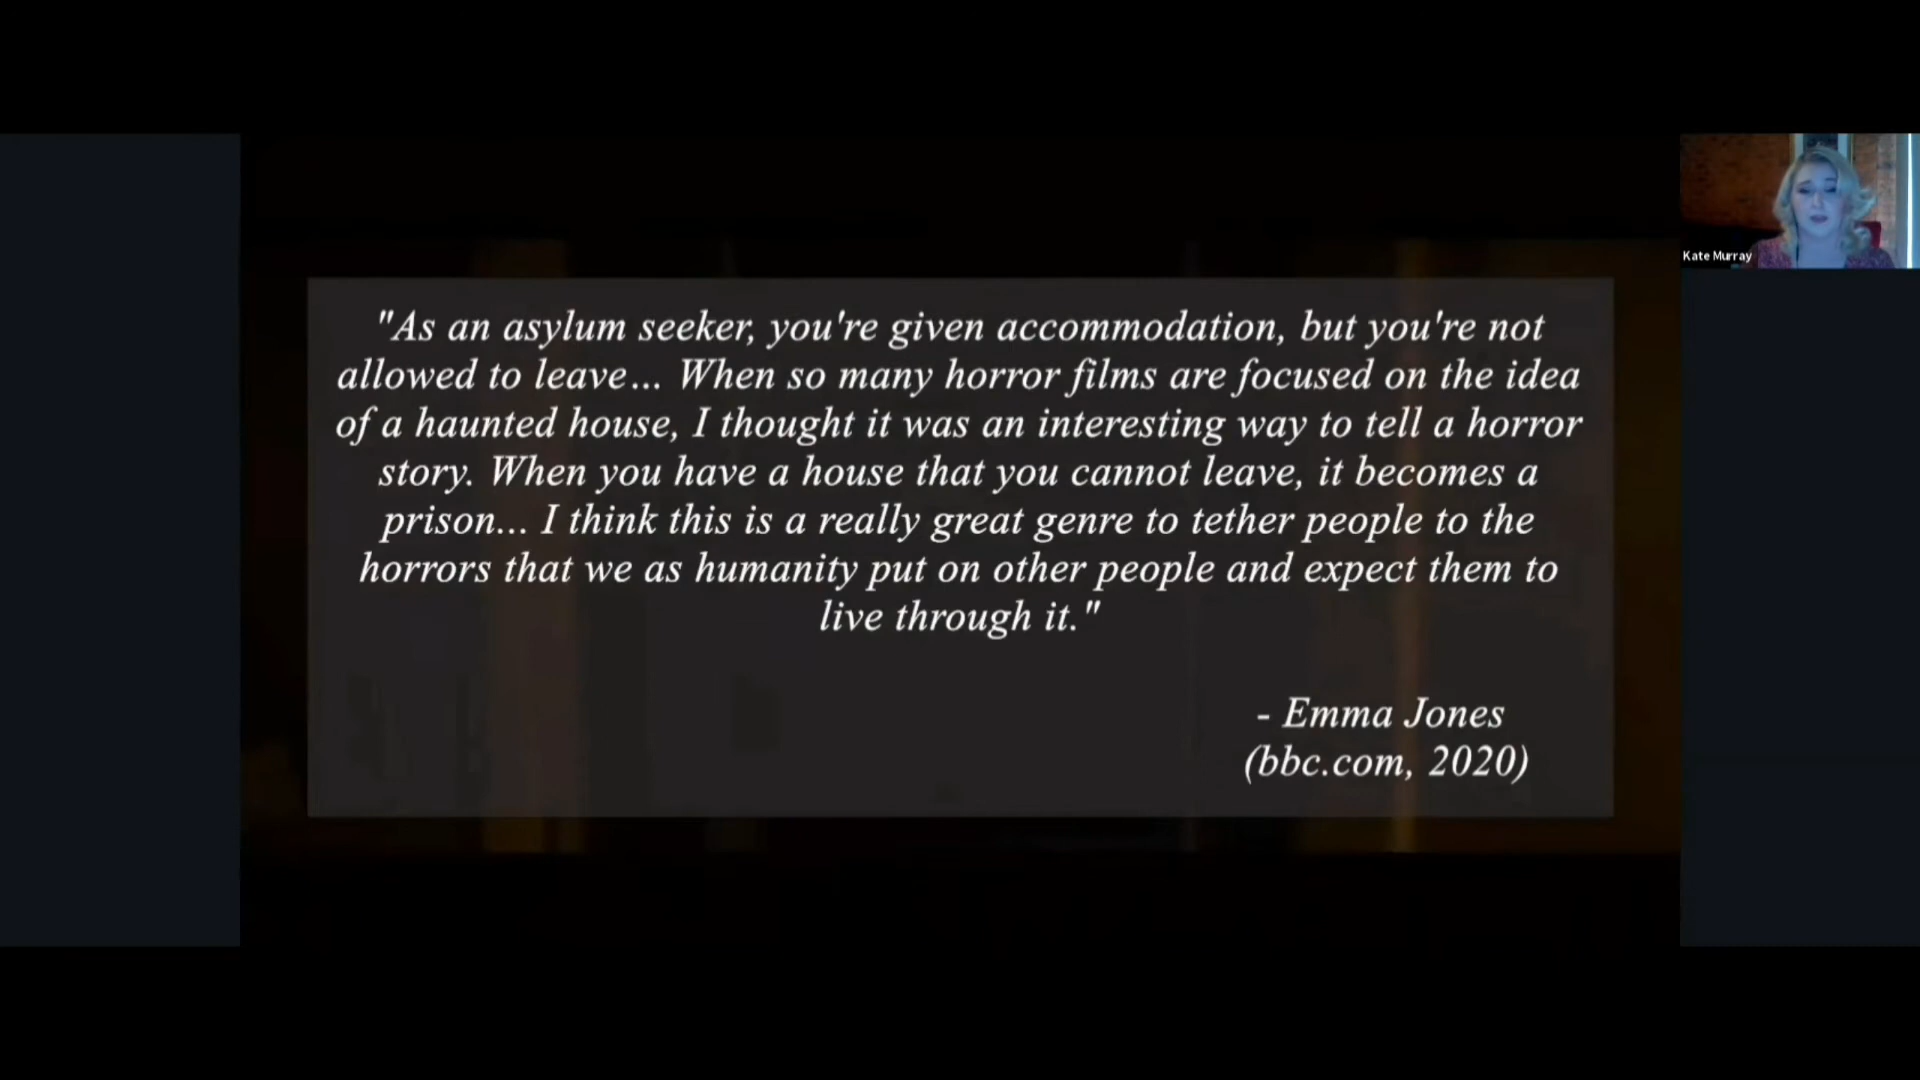 "As an asylum seeker, you're given accommodation, but you're not
allowed to leave... When so many horror films are focused on the idea
of a haunted house, I thought it was an interesting way to tell a horror
story. When you have a house that you cannot leave, it becomes a
prison... I think this is a really great genre to tether people to the
horrors that we as humanity put on other people and expect them to
live through it."
- Emma Jones
(bbc.com, 2020)
Kate Murray